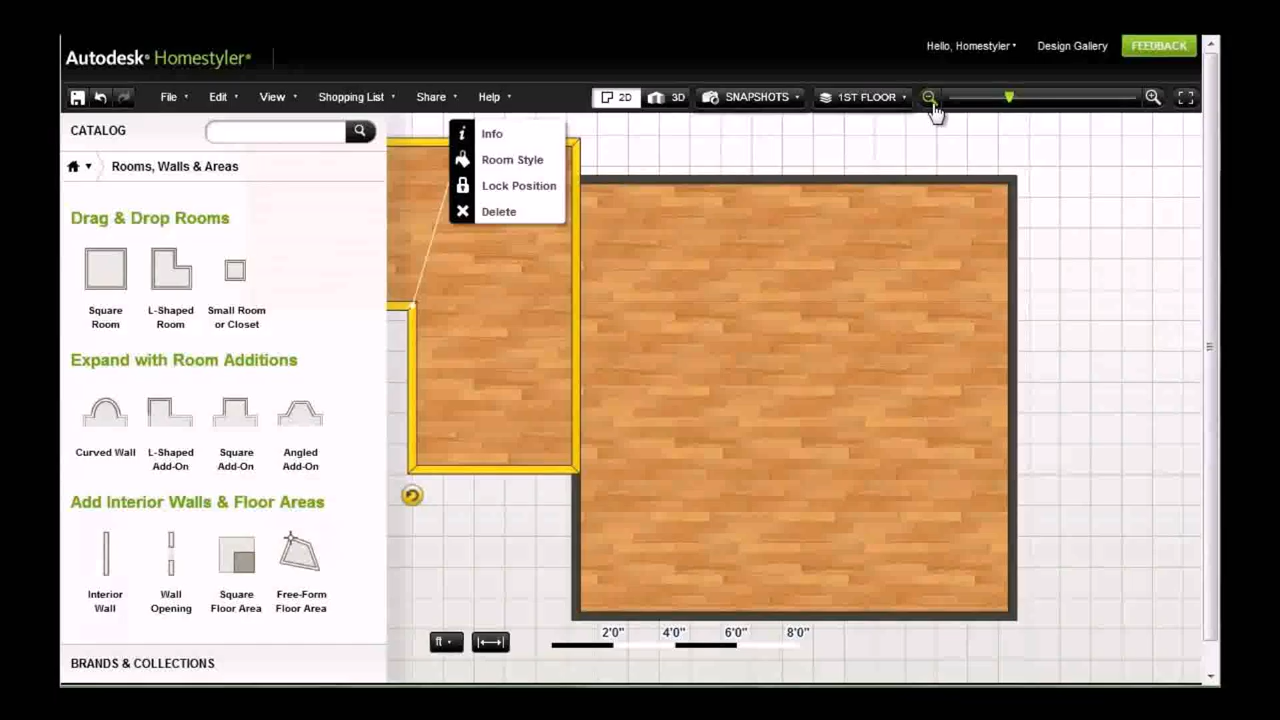 Autodesk® Homestyler®
Hello, Homestyler
Design Gallery
FEEDBACK
File
Edit
View
Shopping List
Share
Help
2D
3D
SNAPSHOTS
1ST FLOOR
CATALOG
Rooms, Walls & Areas
Info
Room Style
Lock Position
Delete
Drag & Drop Rooms
Square
Room
L-Shaped
Room
Small Room
or Closet
Expand with Room Additions
Curved Wall
L-Shaped
Add-On
Square
Add-On
Angled
Add-On
Add Interior Walls & Floor Areas
Interior
Wall
Wall
Opening
Square
Floor Area
Free-Form
Floor Area
ft
2'0" 4'0" 6'0" 8'0"
BRANDS & COLLECTIONS